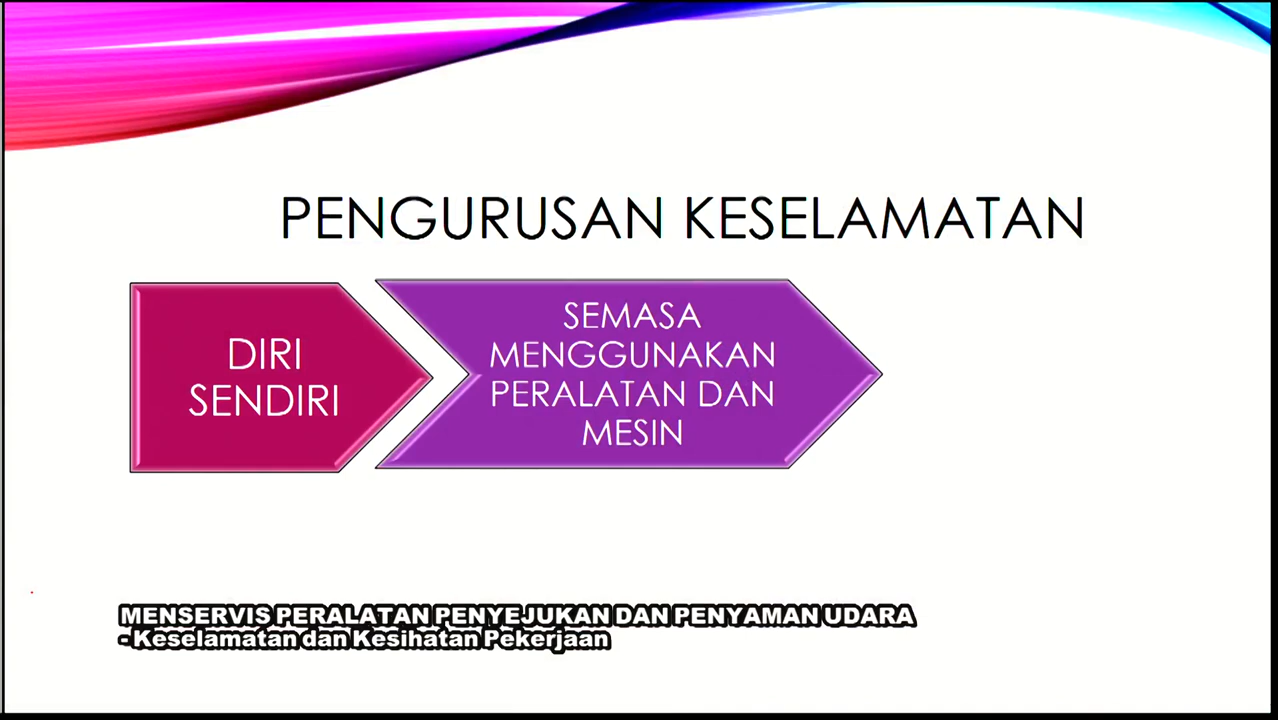 PENGURUSAN KESELAMATAN
DIRI
SENDIRI
SEMASA
MENGGUNAKAN
PERALATAN DAN
MESIN
MENSERVIS PERALATAN PENYEJUKAN DAN PENYAMAN UDARA
- Keselamatan dan Kesihatan Pekerjaan